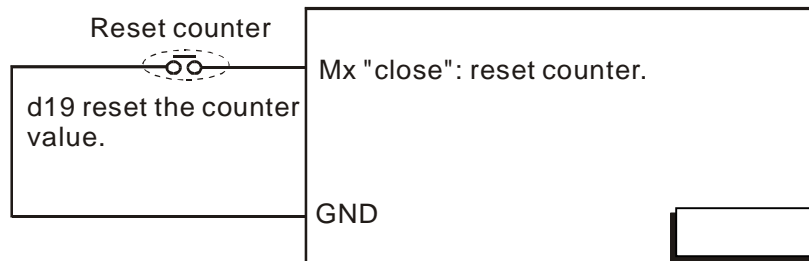 Reset counter
Mx "close": reset counter.
d19 reset the counter
value.
GND